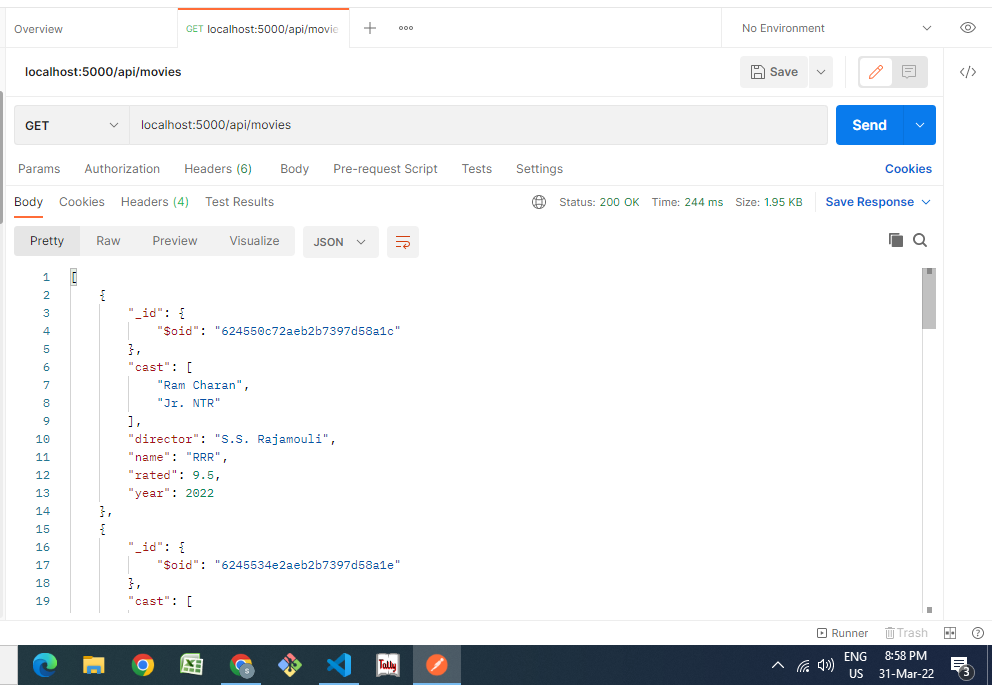 Overview
GET localhost:5000/api/movie
No Environment
localhost:5000/api/movies
Save
GET
localhost:5000/api/movies
Send
Params Authorization Headers (6) Body Pre-request Script Tests Settings Cookies
Body Cookies Headers (4) Test Results Status: 200 OK Time: 244 ms Size: 1.95 KB Save Response
Pretty Raw Preview Visualize JSON
1 [
2 {
3 "_id": {
4 "$oid": "624550c72aeb2b7397d58a1c"
5 },
6 "cast": [
7 "Ram Charan",
8 "Jr. NTR"
9 ],
10 "director": "S.S. Rajamouli",
11 "name": "RRR",
12 "rated": 9.5,
13 "year": 2022
14 },
15 {
16 "_id": {
17 "$oid": "6245534e2aeb2b7397d58a1e"
18 },
19 "cast": [
Runner Trash
Tally
ENG
US
8:58 PM
31-Mar-22
3